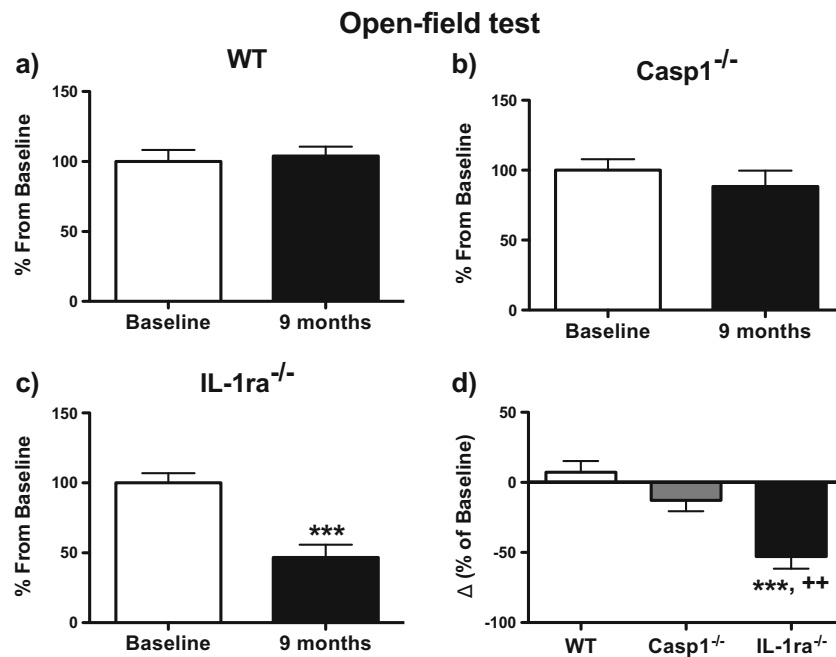 Open-field test
a)
WT
% From Baseline
150
100
50
0
Baseline 9 months
b)
Casp1-/-
% From Baseline
150
100
50
0
Baseline 9 months
c)
IL-1ra-/-
% From Baseline
150
100
50
0
***
Baseline 9 months
d)
Δ (% of Baseline)
50
0
-50
-100
***, ++
WT Casp1-/- IL-1ra-/-